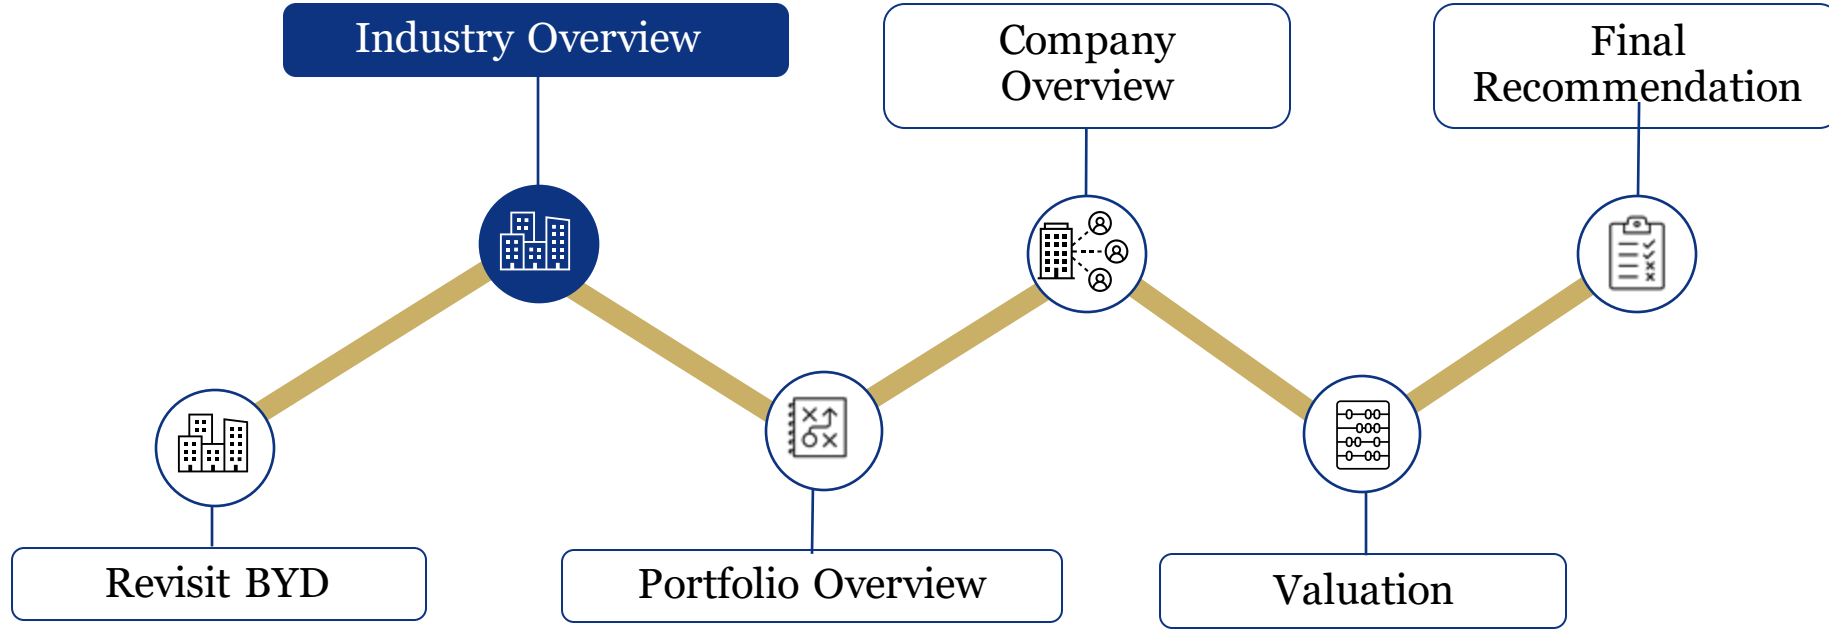 Industry Overview
Company
Overview
Final
Recommendation
Revisit BYD
Portfolio Overview
Valuation